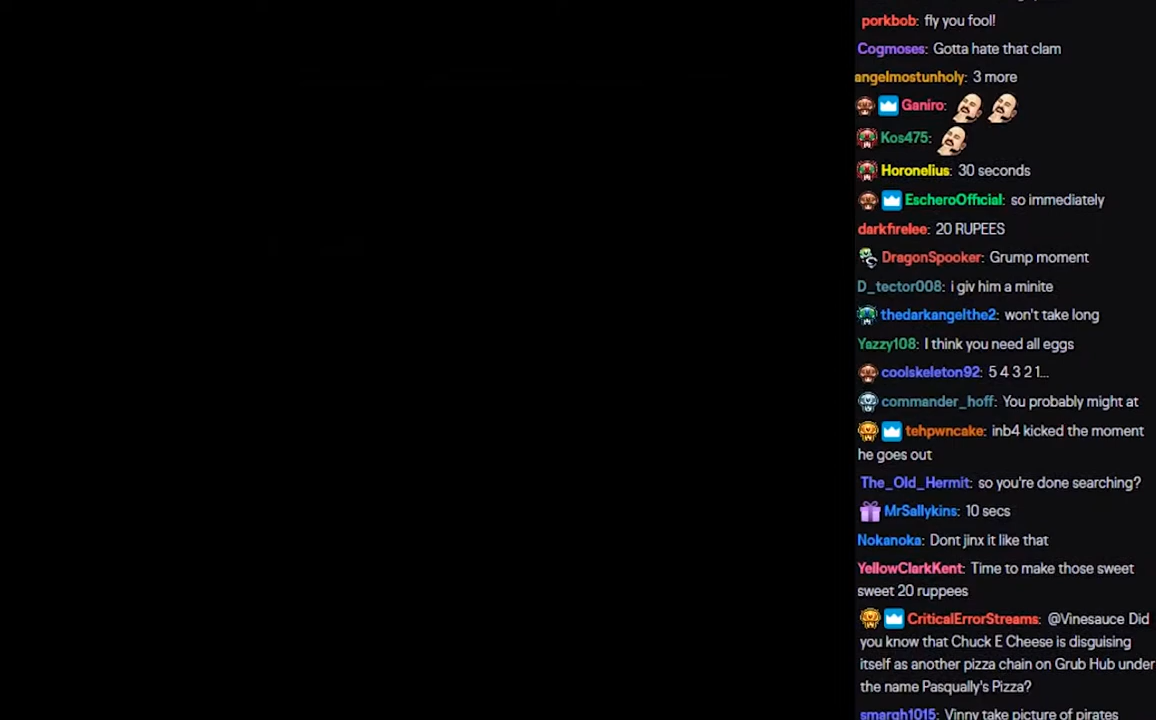 porkbob: fly you fool!
Cogmoses: Gotta hate that clam
angelmostunholy: 3 more
Ganiro:
Kos475:
Horonelius: 30 seconds
EscheroOfficial: so immediately
darkfirelee: 20 RUPEES
DragonSpooker: Grump moment
D_tector008: i giv him a minite
thedarkangelthe2: won't take long
Yazzy108: I think you need all eggs
coolskeleton92: 5 4 3 2 1...
commander_hoff: You probably might at
tehpwncake: inb4 kicked the moment
he goes out
The_Old_Hermit: so you're done searching?
MrSallykins: 10 secs
Nokanoka: Dont jinx it like that
YellowClarkKent: Time to make those sweet
sweet 20 ruppees
CriticalErrorStreams: @Vinesauce Did
you know that Chuck E Cheese is disguising
itself as another pizza chain on Grub Hub under
the name Pasqually's Pizza?
smargh1015: Vinny take picture of pirates